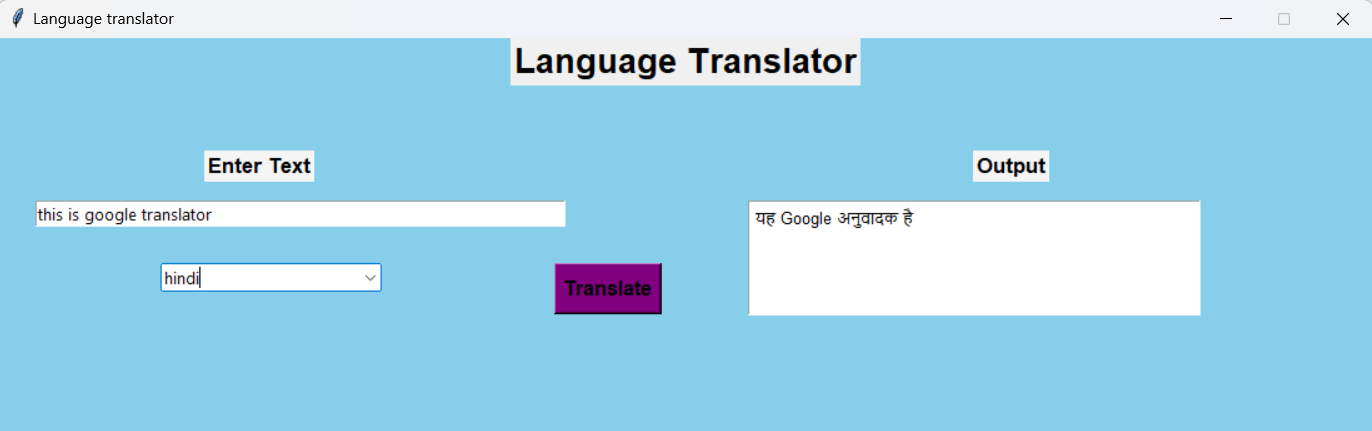 Language translator
Language Translator
Enter Text
Output
this is google translator
यह Google अनुवादक है
hindi
Translate